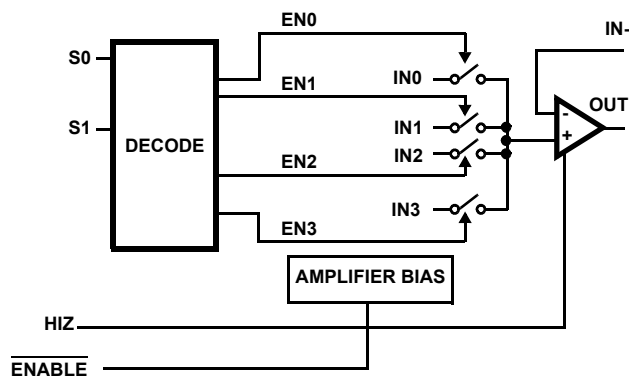 EN0
IN-
S0
IN0
EN1
OUT
-
S1
IN1
+
DECODE
IN2
EN2
IN3
EN3
AMPLIFIER BIAS
HIZ
ENABLE